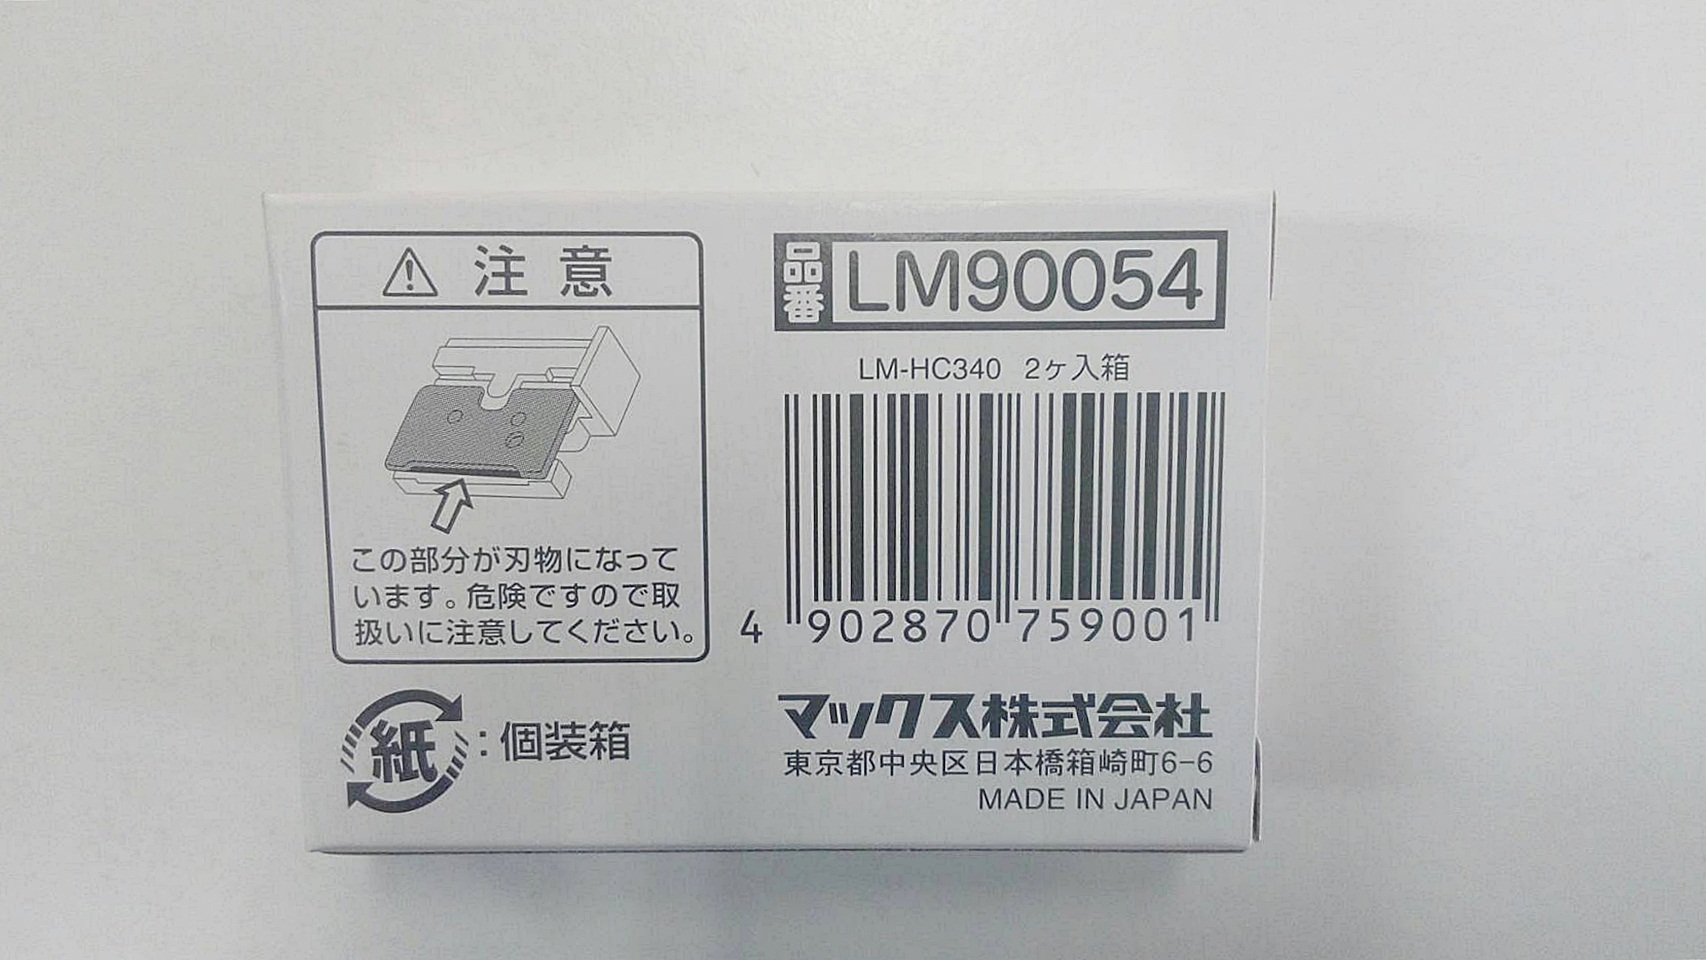 注意
この部分が刃物になって
います。危険ですので取
扱いに注意してください。
紙:個装箱
品番 LM90054
LM-HC340 2ヶ入箱
4 902870 759001
マックス株式会社
東京都中央区日本橋箱崎町6-6
MADE IN JAPAN